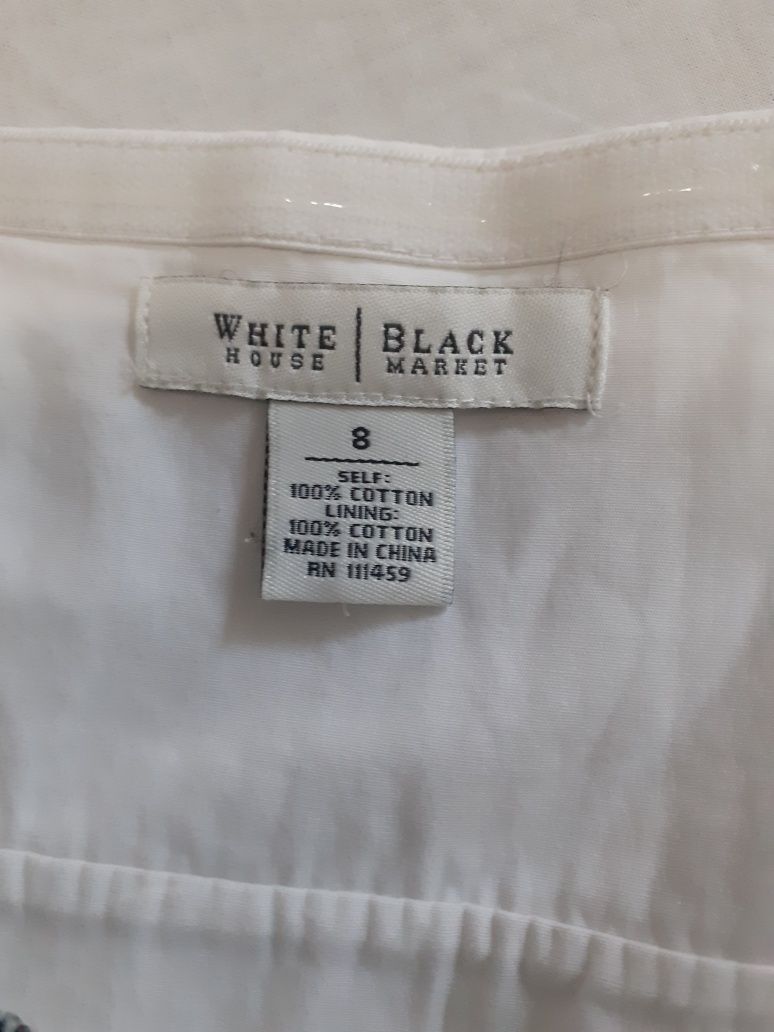 WHITE | BLACK
HOUSE | MARKET
8
SELF:
100% COTTON
LINING:
100% COTTON
MADE IN CHINA
RN 111459